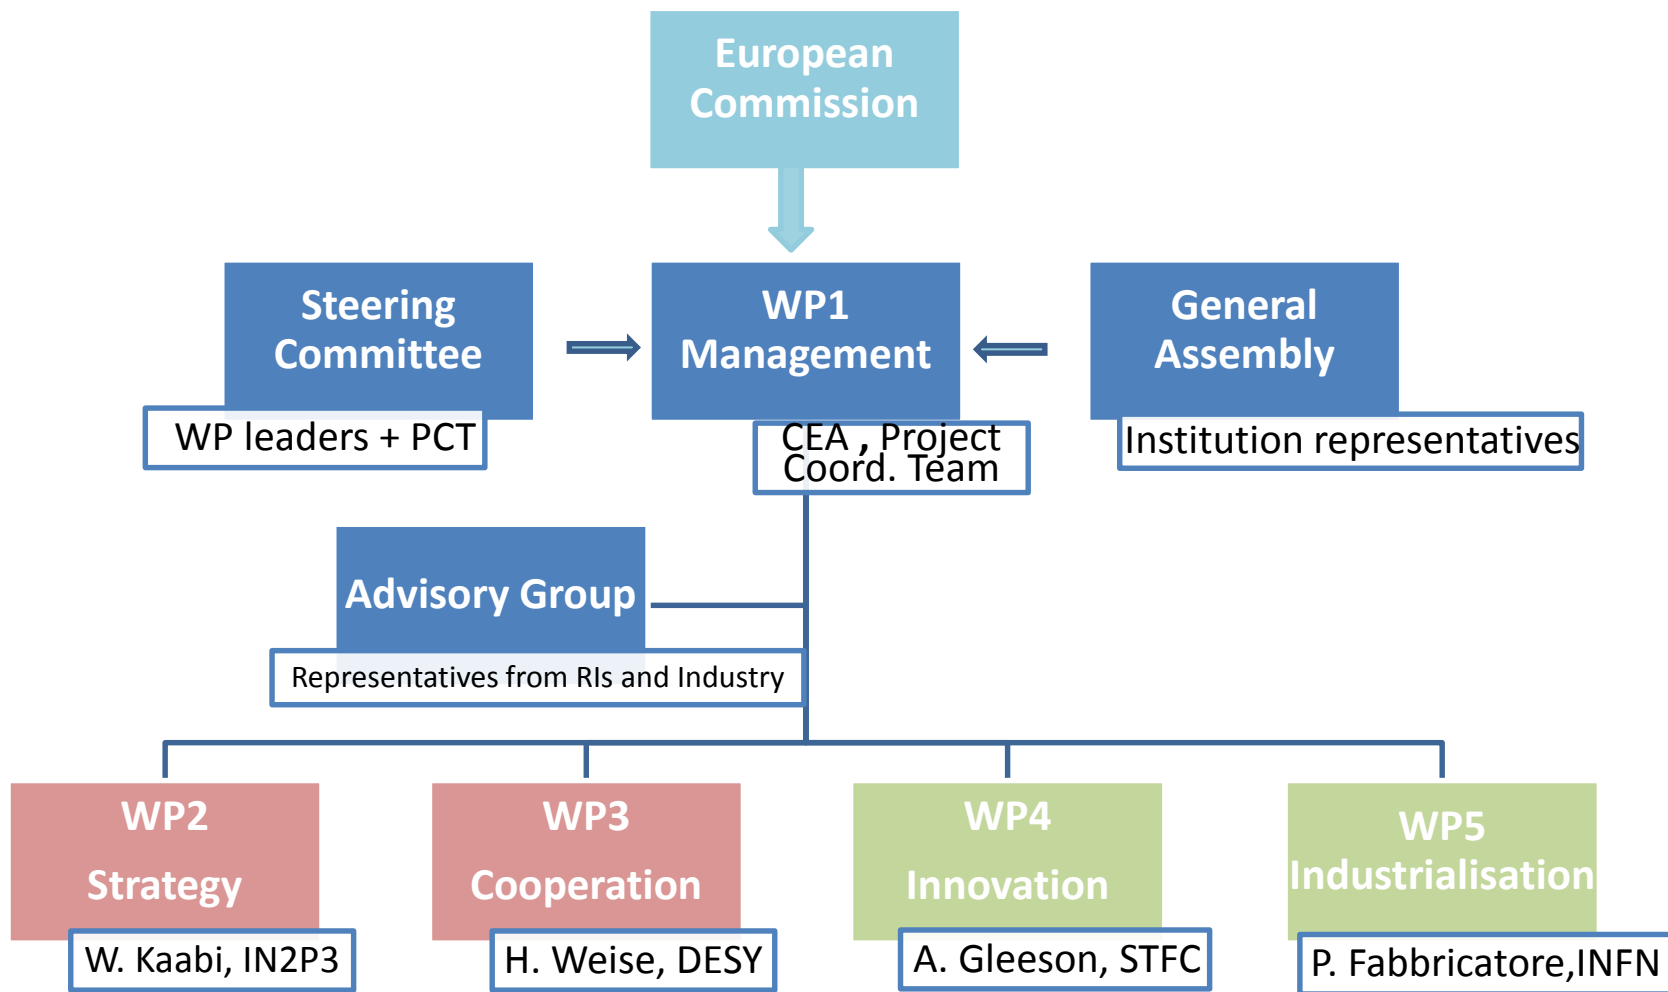 European
Commission
Steering
Committee
WP1
Management
General
Assembly
WP leaders + PCT
CEA , Project
Coord. Team
Institution representatives
Advisory Group
Representatives from RIs and Industry
WP2
Strategy
WP3
Cooperation
WP4
Innovation
WP5
Industrialisation
W. Kaabi, IN2P3
H. Weise, DESY
A. Gleeson, STFC
P. Fabbricatore,INFN